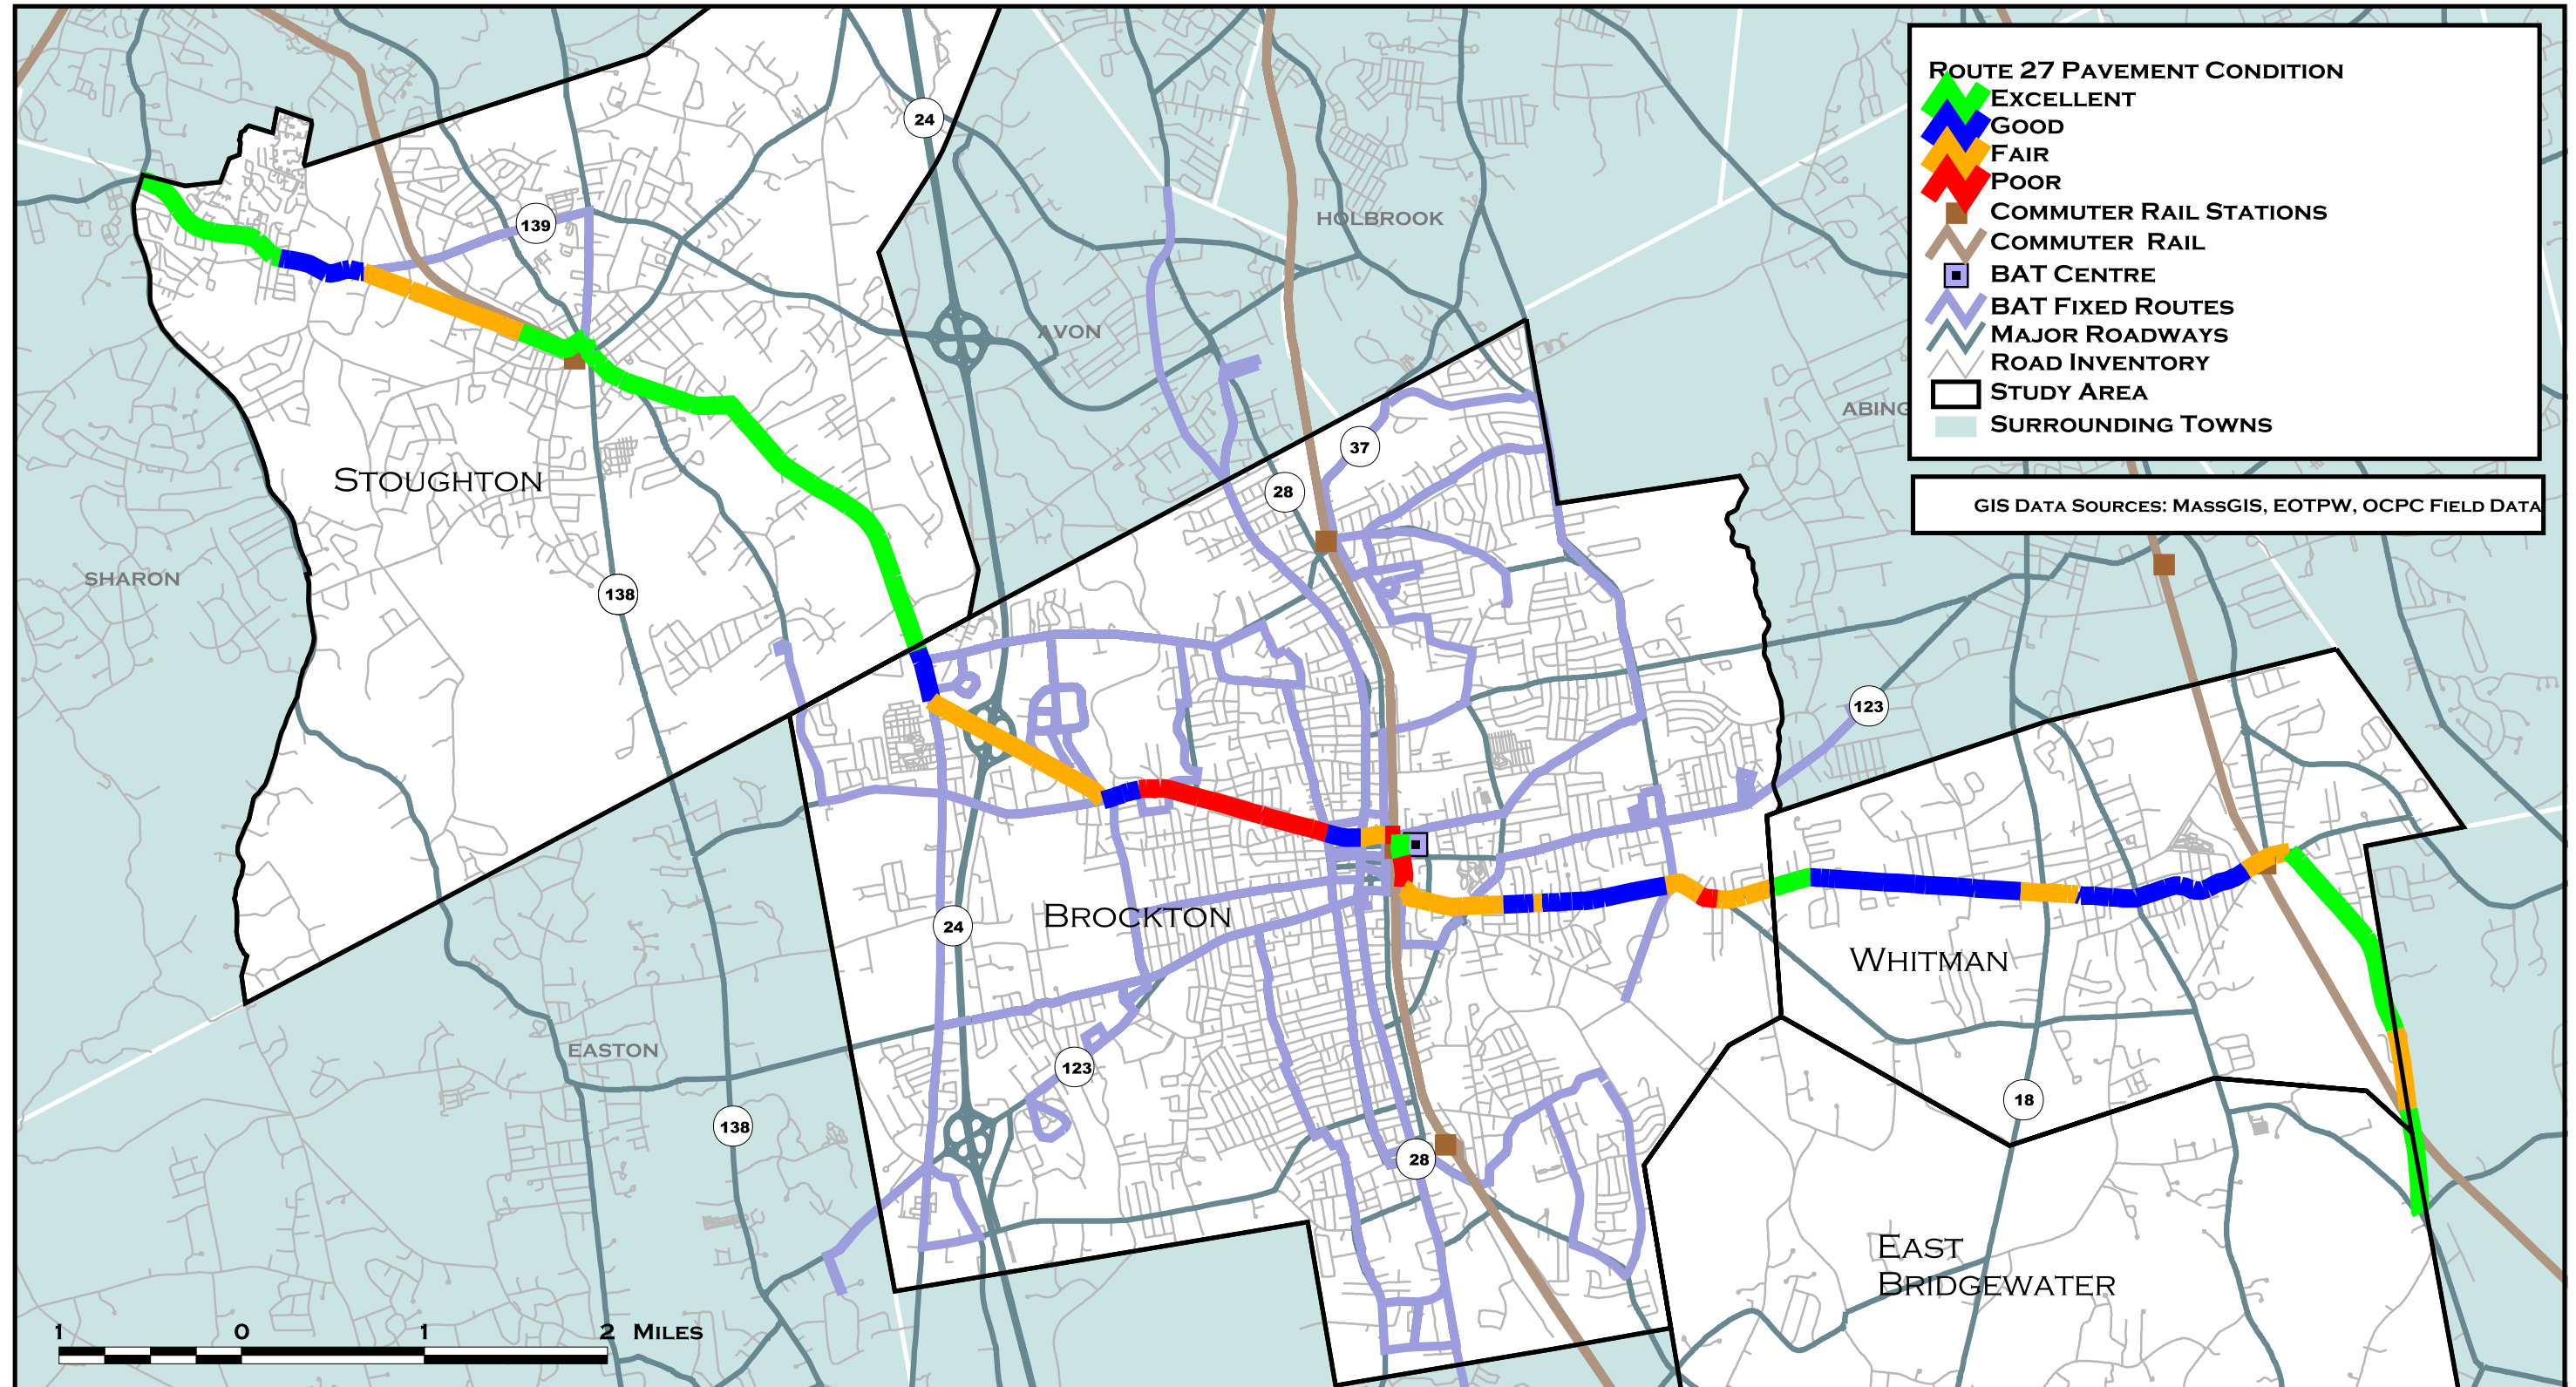 Route 27 Pavement Condition
Excellent
Good
Fair
Poor
Commuter Rail Stations
Commuter Rail
BAT Centre
BAT Fixed Routes
Major Roadways
Road Inventory
Study Area
Surrounding Towns
GIS Data Sources: MassGIS, EOTPW, OCPC Field Data
24
139
HOLBROOK
AVON
ABING
37
28
Stoughton
SHARON
138
123
24
Brockton
Whitman
EASTON
123
138
18
28
East
Bridgewater
1 0 1 2 Miles